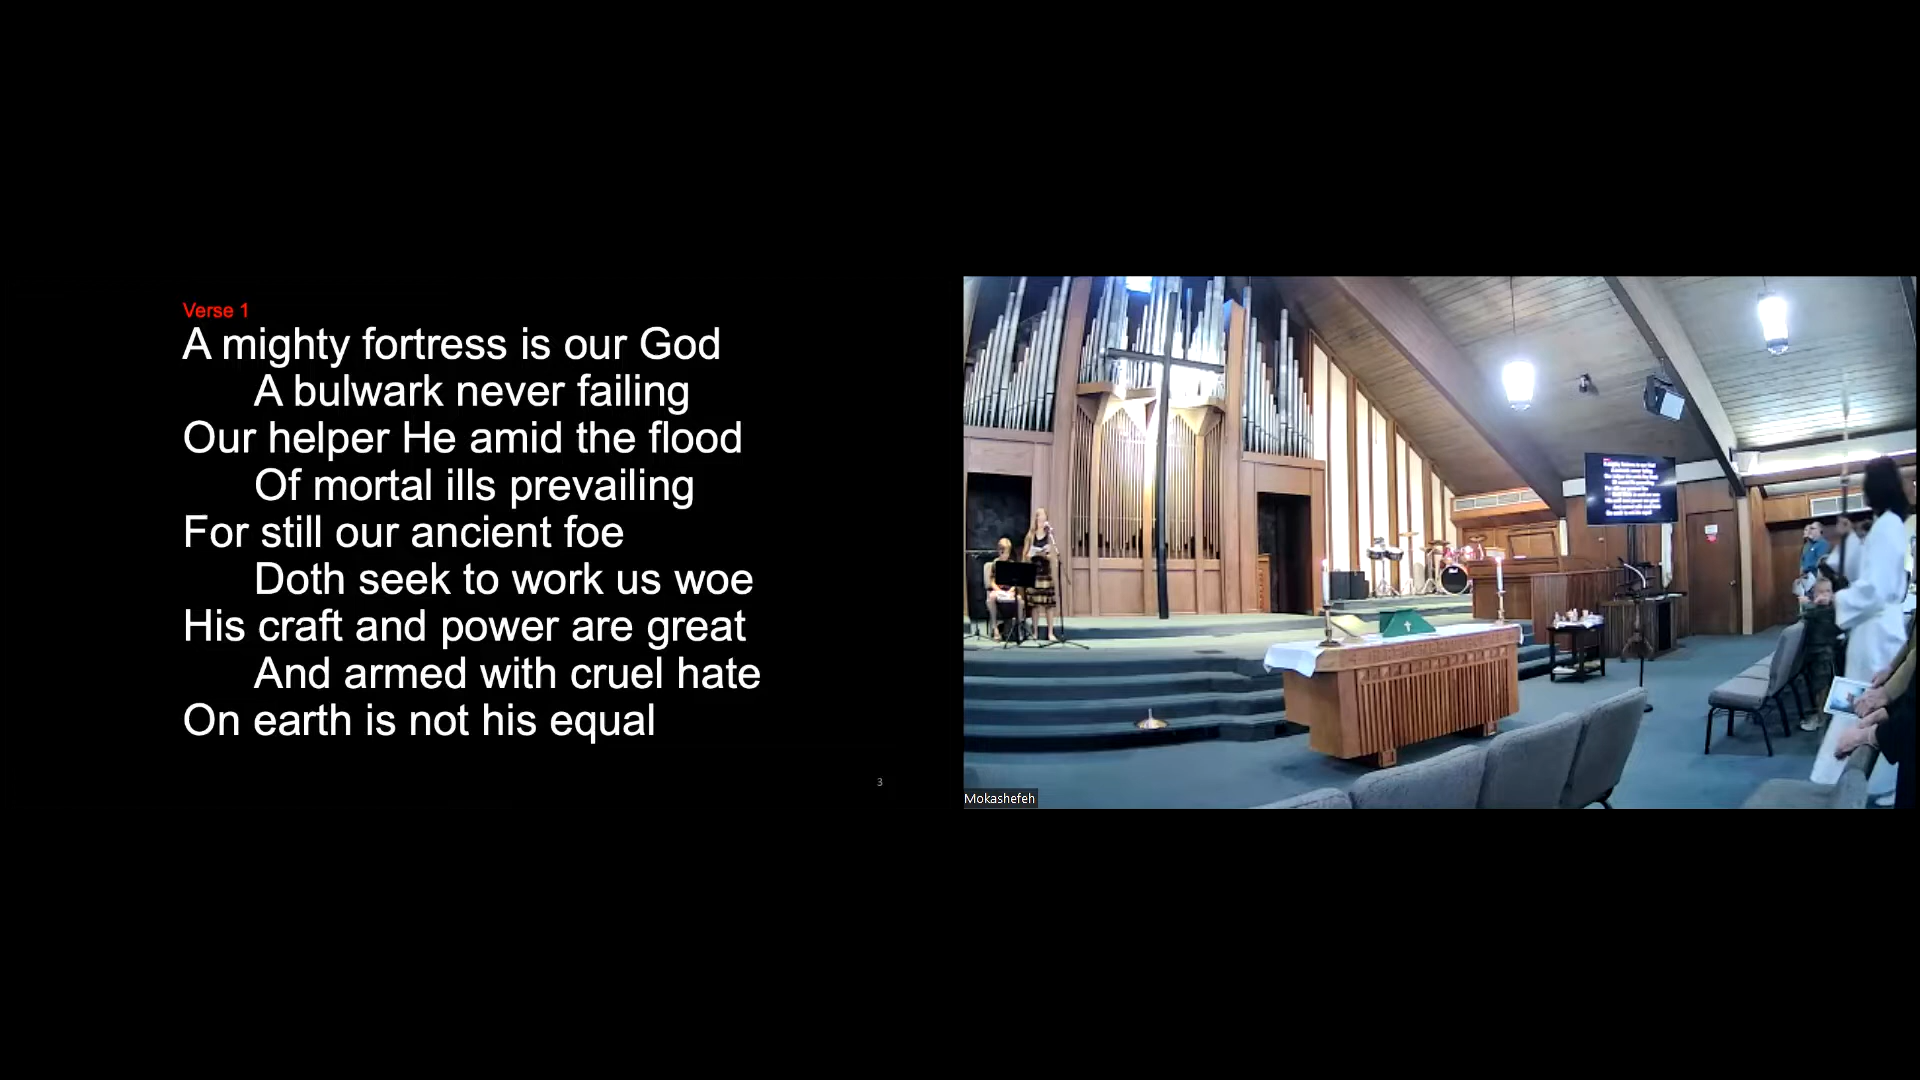 Verse 1
A mighty fortress is our God
A bulwark never failing
Our helper He amid the flood
Of mortal ills prevailing
For still our ancient foe
Doth seek to work us woe
His craft and power are great
And armed with cruel hate
On earth is not his equal
3
Mokashefeh